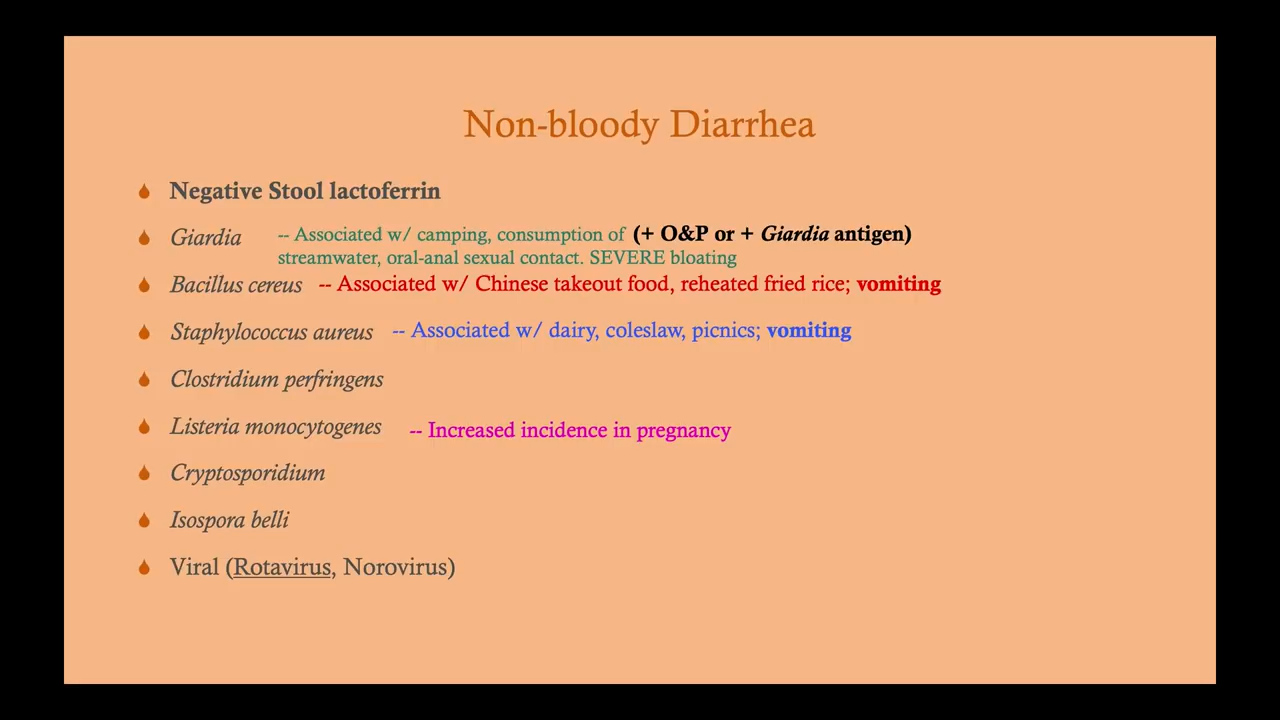 Non-bloody Diarrhea
Negative Stool lactoferrin
Giardia -- Associated w/ camping, consumption of (+ O&P or + Giardia antigen)
streamwater, oral-anal sexual contact. SEVERE bloating
Bacillus cereus -- Associated w/ Chinese takeout food, reheated fried rice; vomiting
Staphylococcus aureus -- Associated w/ dairy, coleslaw, picnics; vomiting
Clostridium perfringens
Listeria monocytogenes -- Increased incidence in pregnancy
Cryptosporidium
Isospora belli
Viral (Rotavirus, Norovirus)